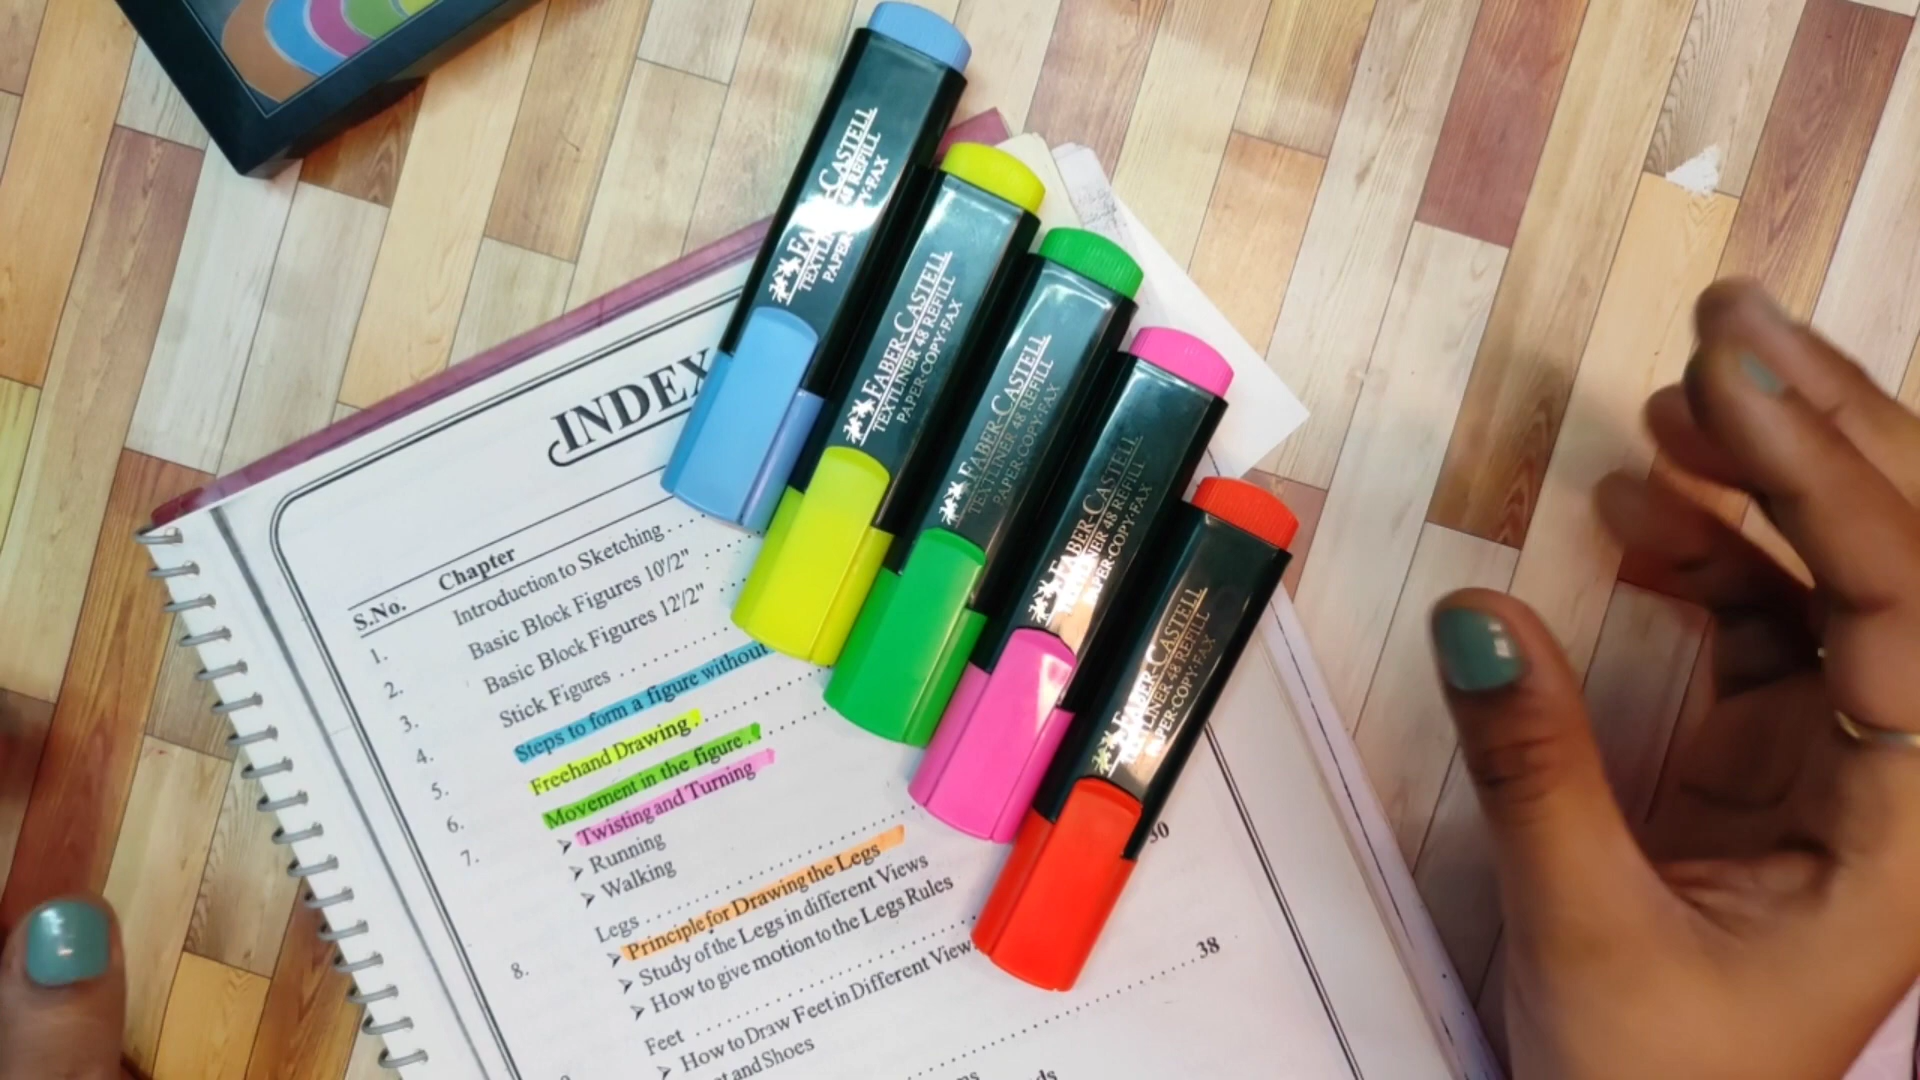 FABER-CASTELL
TEXTLINER 48 REFILL
PAPER·COPY·FAX
FABER-CASTELL
TEXTLINER 48 REFILL
PAPER·COPY·FAX
FABER-CASTELL
TEXTLINER 48 REFILL
PAPER·COPY·FAX
FABER-CASTELL
TEXTLINER 48 REFILL
PAPER·COPY·FAX
FABER-CASTELL
TEXTLINER 48 REFILL
PAPER·COPY·FAX
INDEX
S.No. Chapter
1. Introduction to Sketching
2. Basic Block Figures 10'/2"
3. Basic Block Figures 12'/2"
4. Stick Figures
5. Steps to form a figure without
6. Freehand Drawing
7. Movement in the figure
➤ Twisting and Turning
➤ Running
➤ Walking
8. Legs
➤ Principle for Drawing the Legs
➤ Study of the Legs in different Views
➤ How to give motion to the Legs Rules
Feet 38
➤ How to Draw Feet in Different View
and Shoes